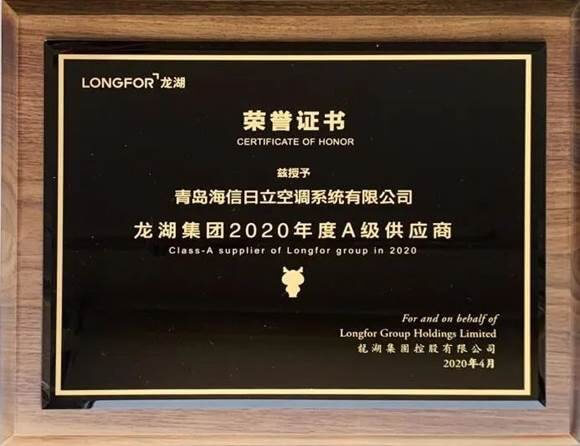 LONGFOR 龙湖
荣誉证书
CERTIFICATE OF HONOR
兹授予
青岛海信日立空调系统有限公司
龙湖集团2020年度A级供应商
Class-A supplier of Longfor group in 2020
For and on behalf of
Longfor Group Holdings Limited
龍湖集團控股有限公司
2020年4月